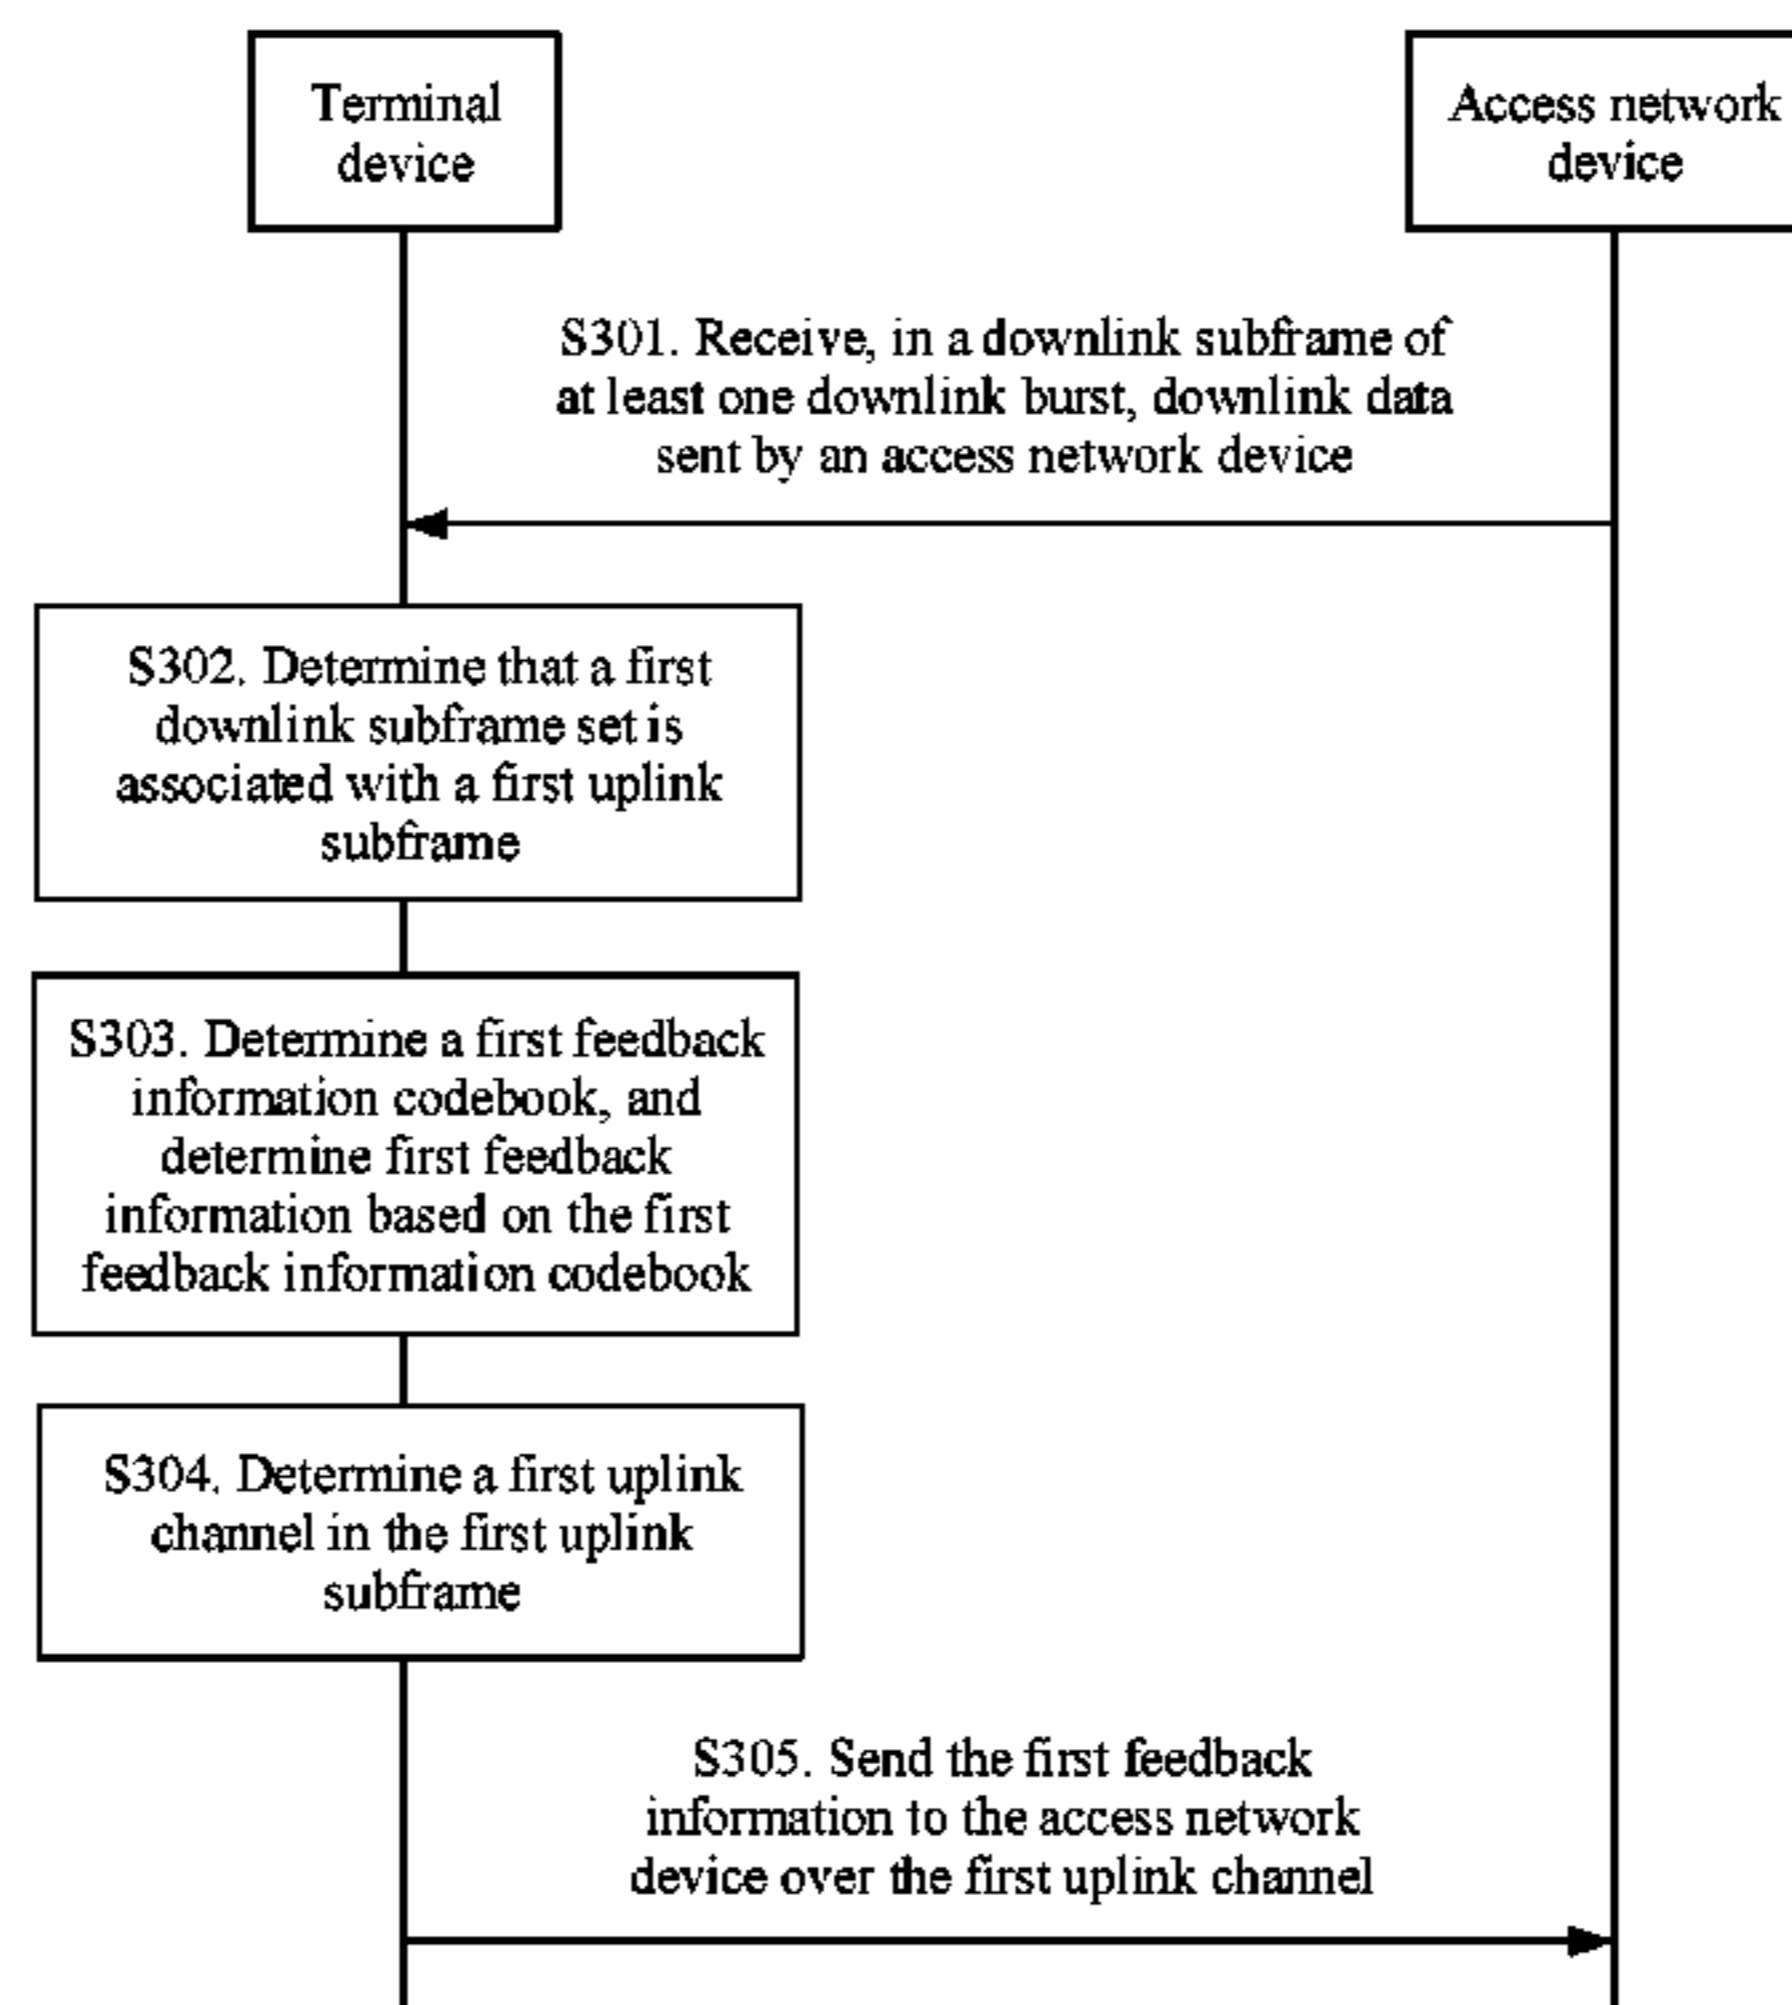 Terminal
device
Access network
device
S301. Receive, in a downlink subframe of
at least one downlink burst, downlink data
sent by an access network device
S302. Determine that a first
downlink subframe set is
associated with a first uplink
subframe
S303. Determine a first feedback
information codebook, and
determine first feedback
information based on the first
feedback information codebook
S304. Determine a first uplink
channel in the first uplink
subframe
S305. Send the first feedback
information to the access network
device over the first uplink channel